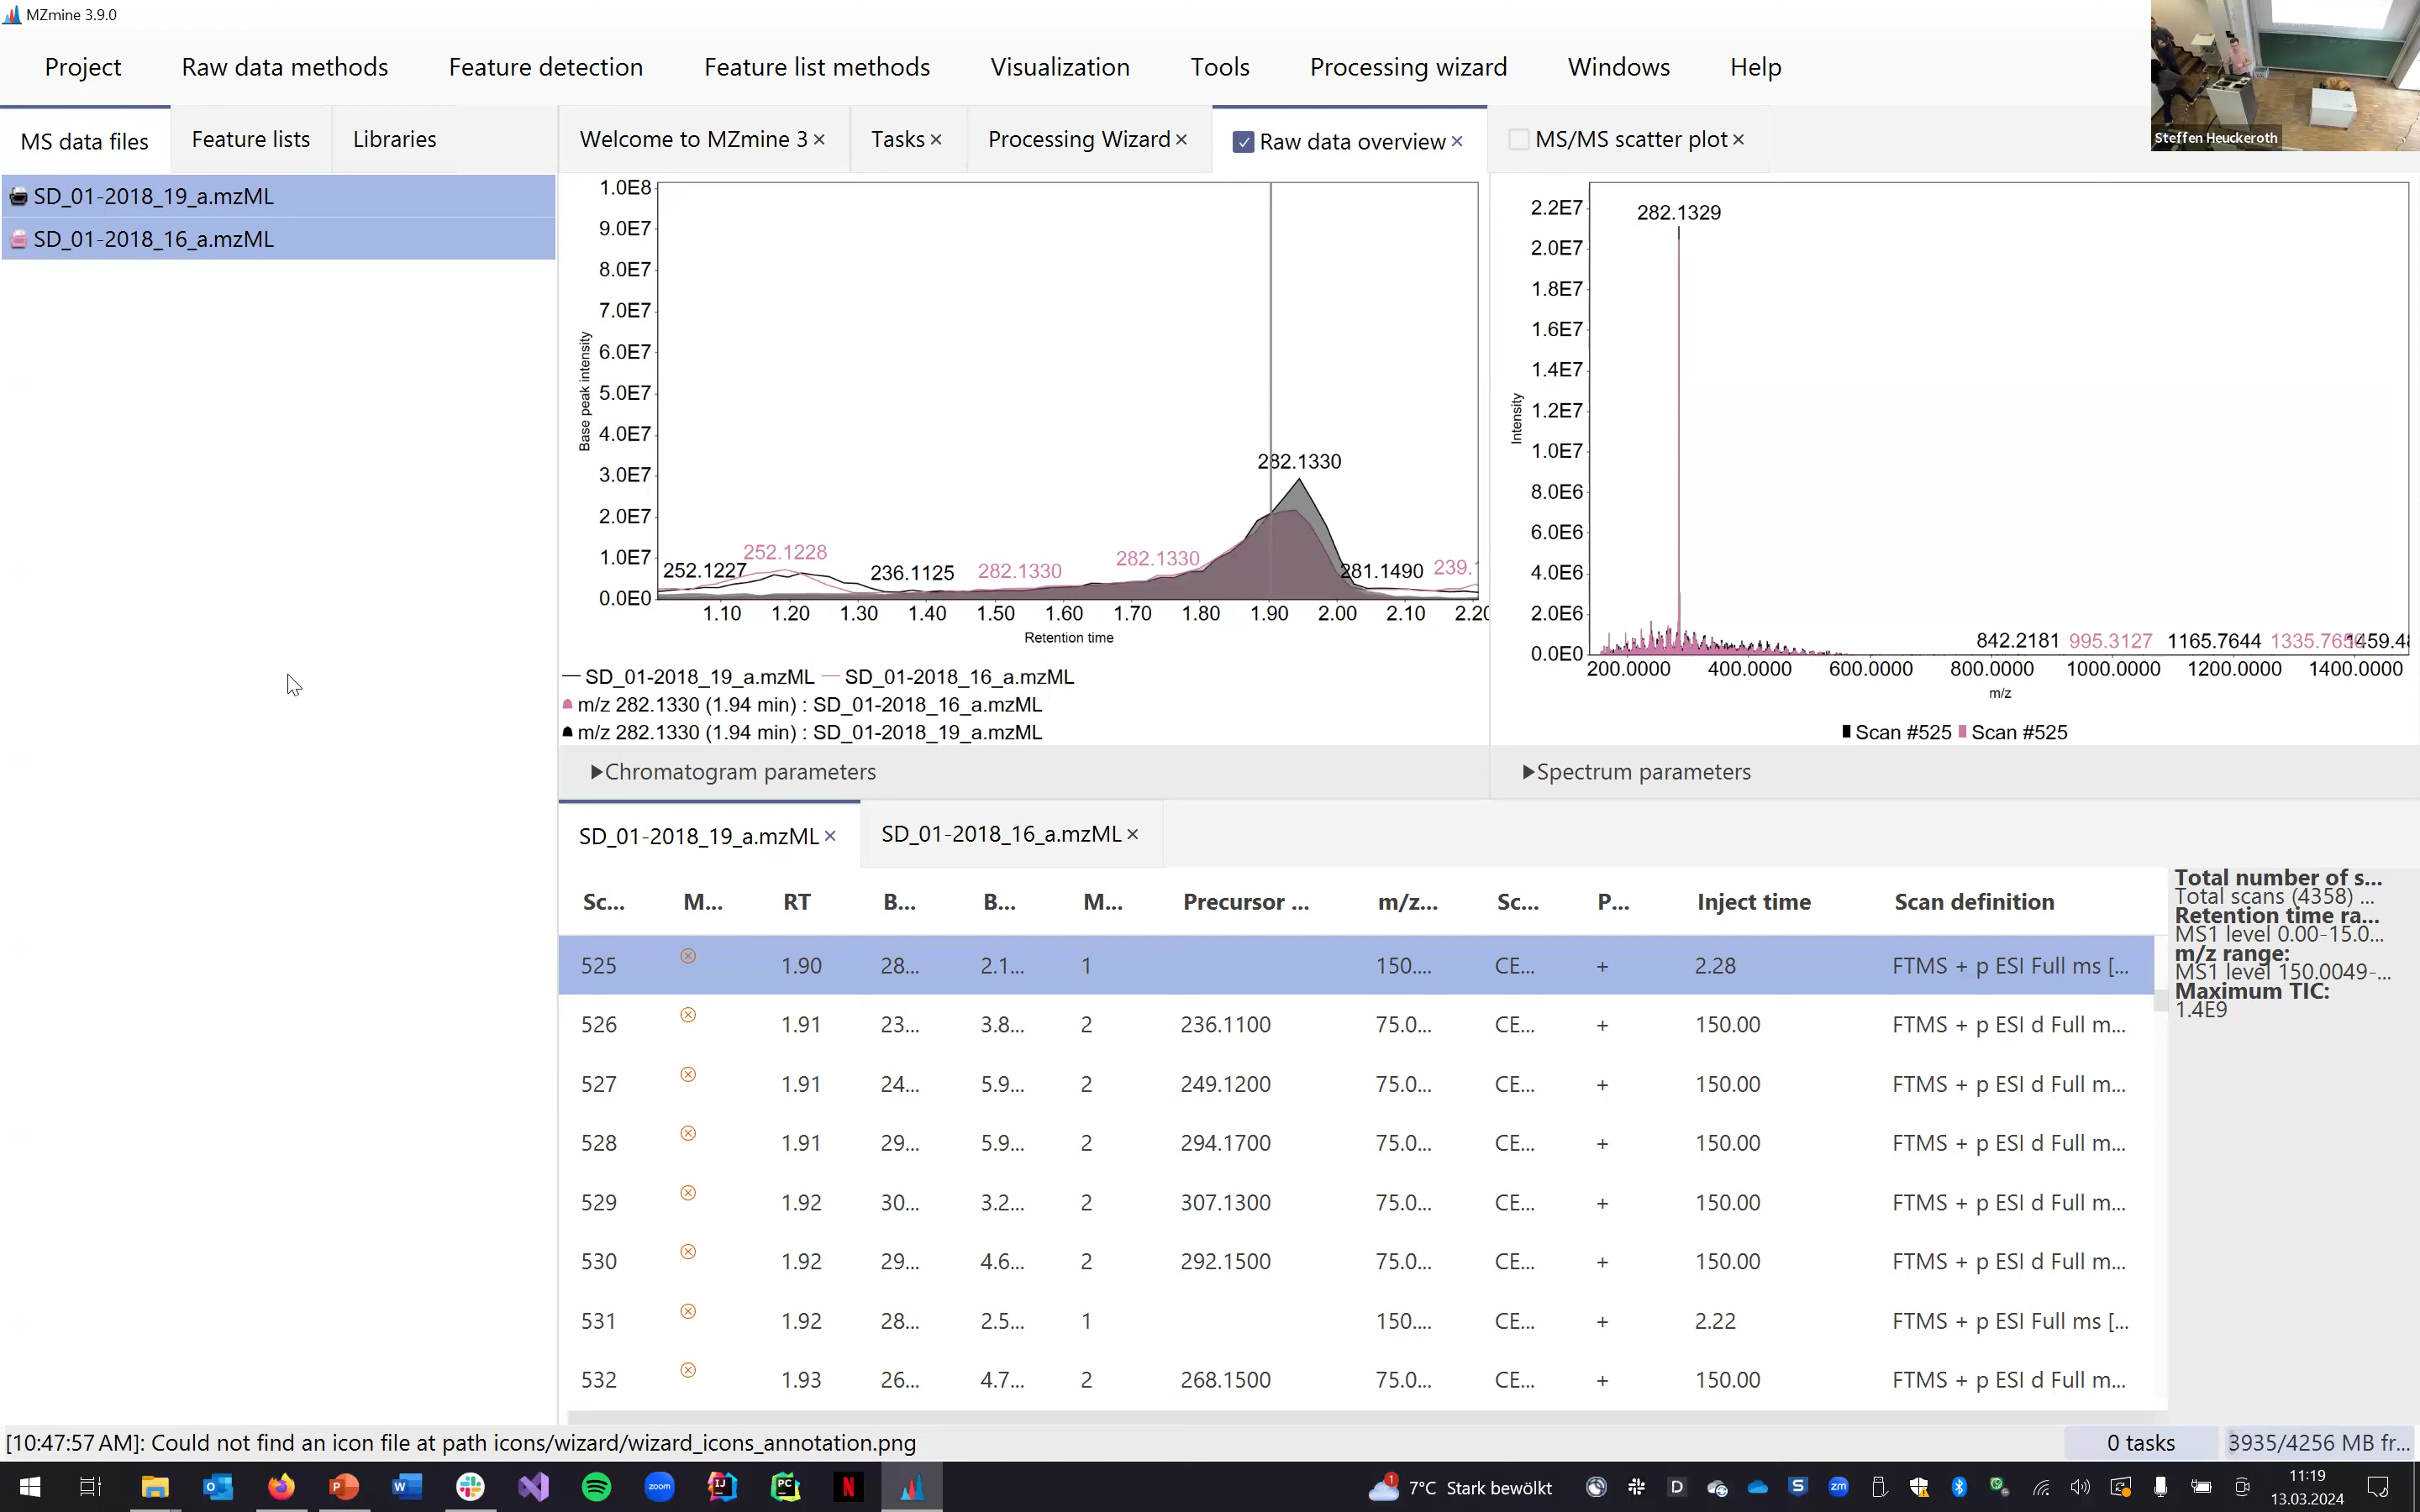 MZmine 3.9.0
Project Raw data methods Feature detection Feature list methods Visualization Tools Processing wizard Windows Help
Steffen Heuckeroth
MS data files Feature lists Libraries
Welcome to MZmine 3 × Tasks × Processing Wizard × Raw data overview × MS/MS scatter plot ×
SD_01-2018_19_a.mzML
SD_01-2018_16_a.mzML
Base peak intensity
1.0E8
9.0E7
8.0E7
7.0E7
6.0E7
5.0E7
4.0E7
3.0E7
2.0E7
1.0E7
0.0E0
252.1227 252.1228 236.1125 282.1330 282.1330 282.1330 281.1490 239.
1.10 1.20 1.30 1.40 1.50 1.60 1.70 1.80 1.90 2.00 2.10 2.20
Retention time
SD_01-2018_19_a.mzML SD_01-2018_16_a.mzML
m/z 282.1330 (1.94 min) : SD_01-2018_16_a.mzML
m/z 282.1330 (1.94 min) : SD_01-2018_19_a.mzML
Chromatogram parameters
Intensity
2.2E7
2.0E7
1.8E7
1.6E7
1.4E7
1.2E7
1.0E7
8.0E6
6.0E6
4.0E6
2.0E6
0.0E0
282.1329
842.2181 995.3127 1165.7644
200.0000 400.0000 600.0000 800.0000 1000.0000 1200.0000 1400.0000
m/z
Scan #525 Scan #525
Spectrum parameters
SD_01-2018_19_a.mzML × SD_01-2018_16_a.mzML ×
Sc... M... RT B... B... M... Precursor ... m/z... Sc... P... Inject time Scan definition
525 1.90 28... 2.1... 1 150.... CE... + 2.28 FTMS + p ESI Full ms [...
526 1.91 23... 3.8... 2 236.1100 75.0... CE... + 150.00 FTMS + p ESI d Full m...
527 1.91 24... 5.9... 2 249.1200 75.0... CE... + 150.00 FTMS + p ESI d Full m...
528 1.91 29... 5.9... 2 294.1700 75.0... CE... + 150.00 FTMS + p ESI d Full m...
529 1.92 30... 3.2... 2 307.1300 75.0... CE... + 150.00 FTMS + p ESI d Full m...
530 1.92 29... 4.6... 2 292.1500 75.0... CE... + 150.00 FTMS + p ESI d Full m...
531 1.92 28... 2.5... 1 150.... CE... + 2.22 FTMS + p ESI Full ms [...
532 1.93 26... 4.7... 2 268.1500 75.0... CE... + 150.00 FTMS + p ESI d Full m...
Total number of s...
Total scans (4358) ...
Retention time ra...
MS1 level 0.00-15.0...
m/z range:
MS1 level 150.0049-...
Maximum TIC:
1.4E9
[10:47:57 AM]: Could not find an icon file at path icons/wizard/wizard_icons_annotation.png
0 tasks 3935/4256 MB fr...
zoom
1 7°C Stark bewölkt
11:19
13.03.2024